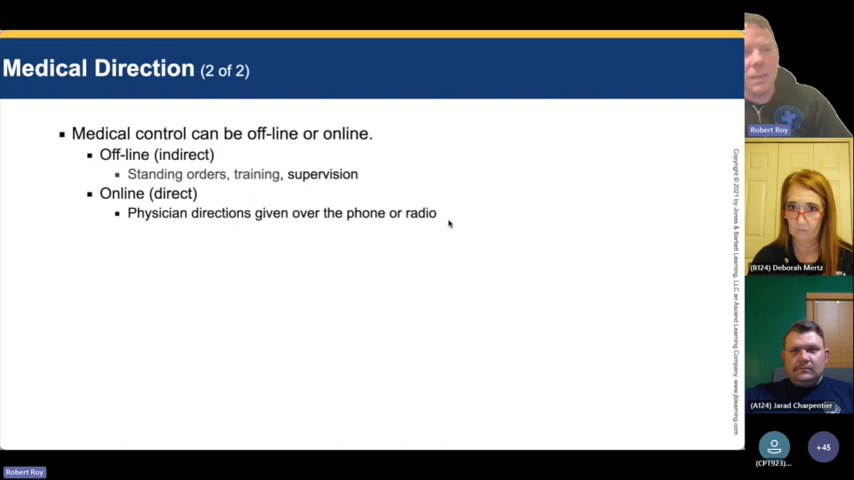 Medical Direction (2 of 2)
▪ Medical control can be off-line or online.
▪ Off-line (indirect)
▪ Standing orders, training, supervision
▪ Online (direct)
▪ Physician directions given over the phone or radio
Copyright © 2021 by Jones & Bartlett Learning, LLC an Ascend Learning Company. www.jblearning.com
Robert Roy
(B124) Deborah Mertz
(A124) Jarad Charpentier
(CPT923)...
+45
Robert Roy